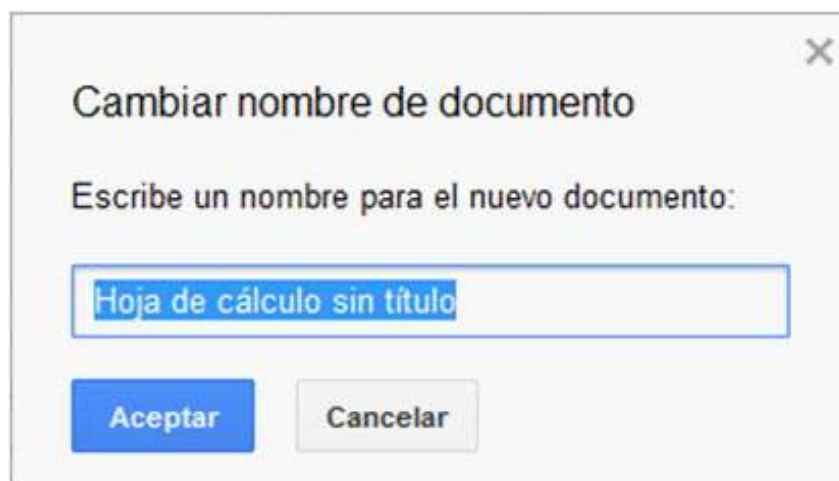 Cambiar nombre de documento
Escribe un nombre para el nuevo documento:
Hoja de cálculo sin título
Aceptar
Cancelar